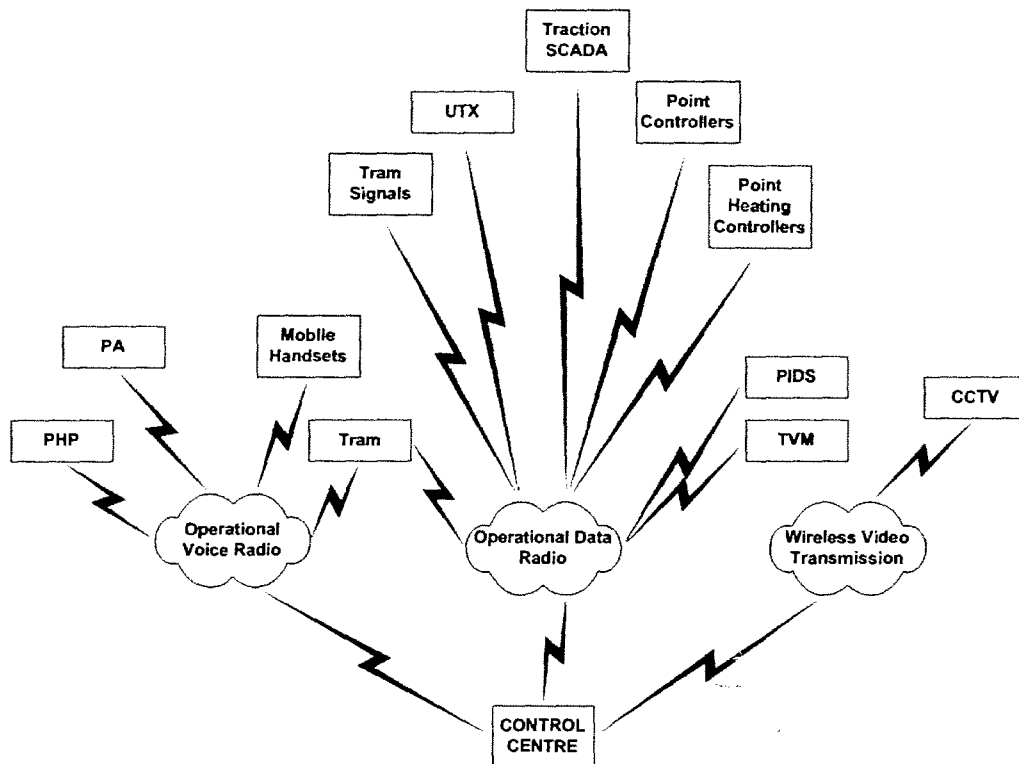 Traction
SCADA
UTX
Point
Controllers
Tram
Signals
Point
Heating
Controllers
PA
Mobile
Handsets
PIDS
CCTV
PHP
Tram
TVM
Operational
Voice Radio
Operational Data
Radio
Wireless Video
Transmission
CONTROL
CENTRE